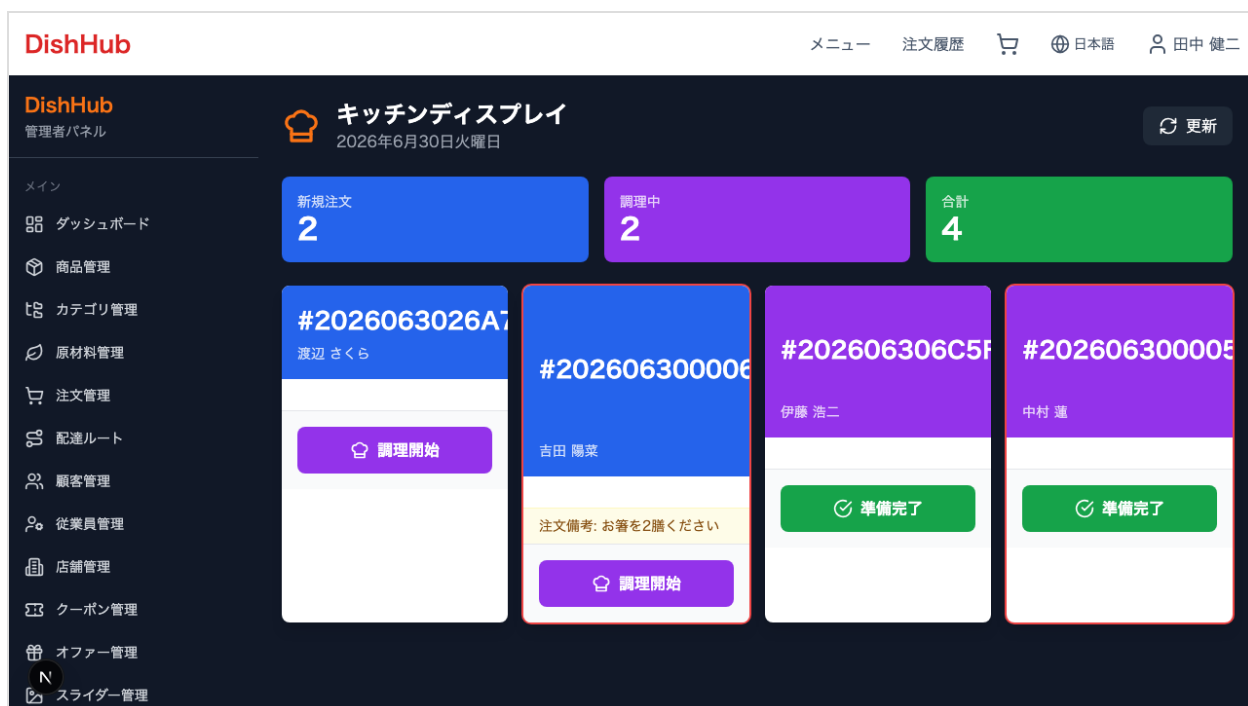 DishHub
メニュー
注文履歴
日本語
田中 健二
DishHub
管理者パネル
メイン
ダッシュボード
商品管理
カテゴリ管理
原材料管理
注文管理
配達ルート
顧客管理
従業員管理
店舗管理
クーポン管理
オファー管理
N
スライダー管理
キッチンディスプレイ
2026年6月30日火曜日
更新
新規注文
2
調理中
2
合計
4
#2026063026A7
渡辺 さくら
調理開始
#202606300006
吉田 陽菜
注文備考: お箸を2膳ください
調理開始
#202606306C5F
伊藤 浩二
準備完了
#202606300005
中村 蓮
準備完了